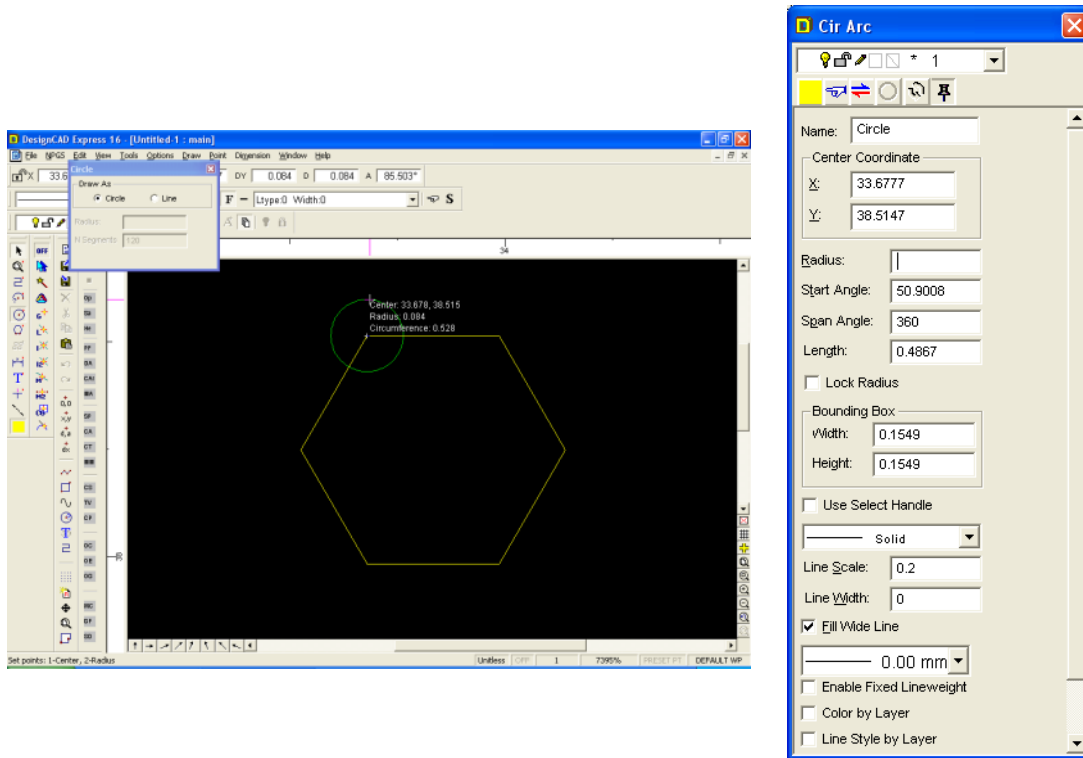 DesignCAD Express 16 - [Untitled-1 : main]
File NPGS Edit View Tools Options Draw Point Dimension Window Help
X 33.6 DY 0.084 D 0.084 A 85.503°
Circle
Draw As
Circle Line
Radius:
N Segments 128
F Ltype:0 Width:0 S
34
OFF
Center: 33.678, 38.515
Radius: 0.084
Circumference: 0.528
T
0,0
x,y
Set points: 1-Center, 2-Radius
Unitless OFF 1 7395% PRESET PT DEFAULT WP
Cir Arc
* 1
Name: Circle
Center Coordinate
X: 33.6777
Y: 38.5147
Radius:
Start Angle: 50.9008
Span Angle: 360
Length: 0.4867
Lock Radius
Bounding Box
Width: 0.1549
Height: 0.1549
Use Select Handle
Solid
Line Scale: 0.2
Line Width: 0
Fill Wide Line
0.00 mm
Enable Fixed Lineweight
Color by Layer
Line Style by Layer